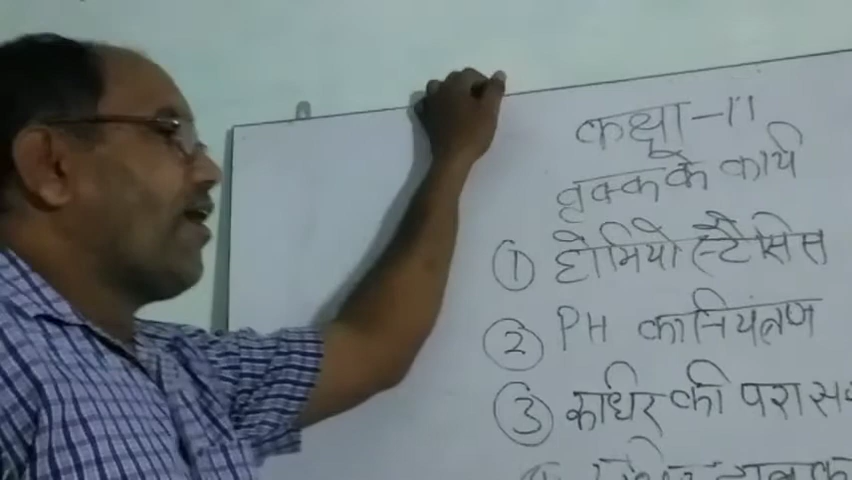 कक्षा-11
वृक्क के कार्य
① होमियोस्टैसिस
② PH का नियंत्रण
③ रुधिर की परास